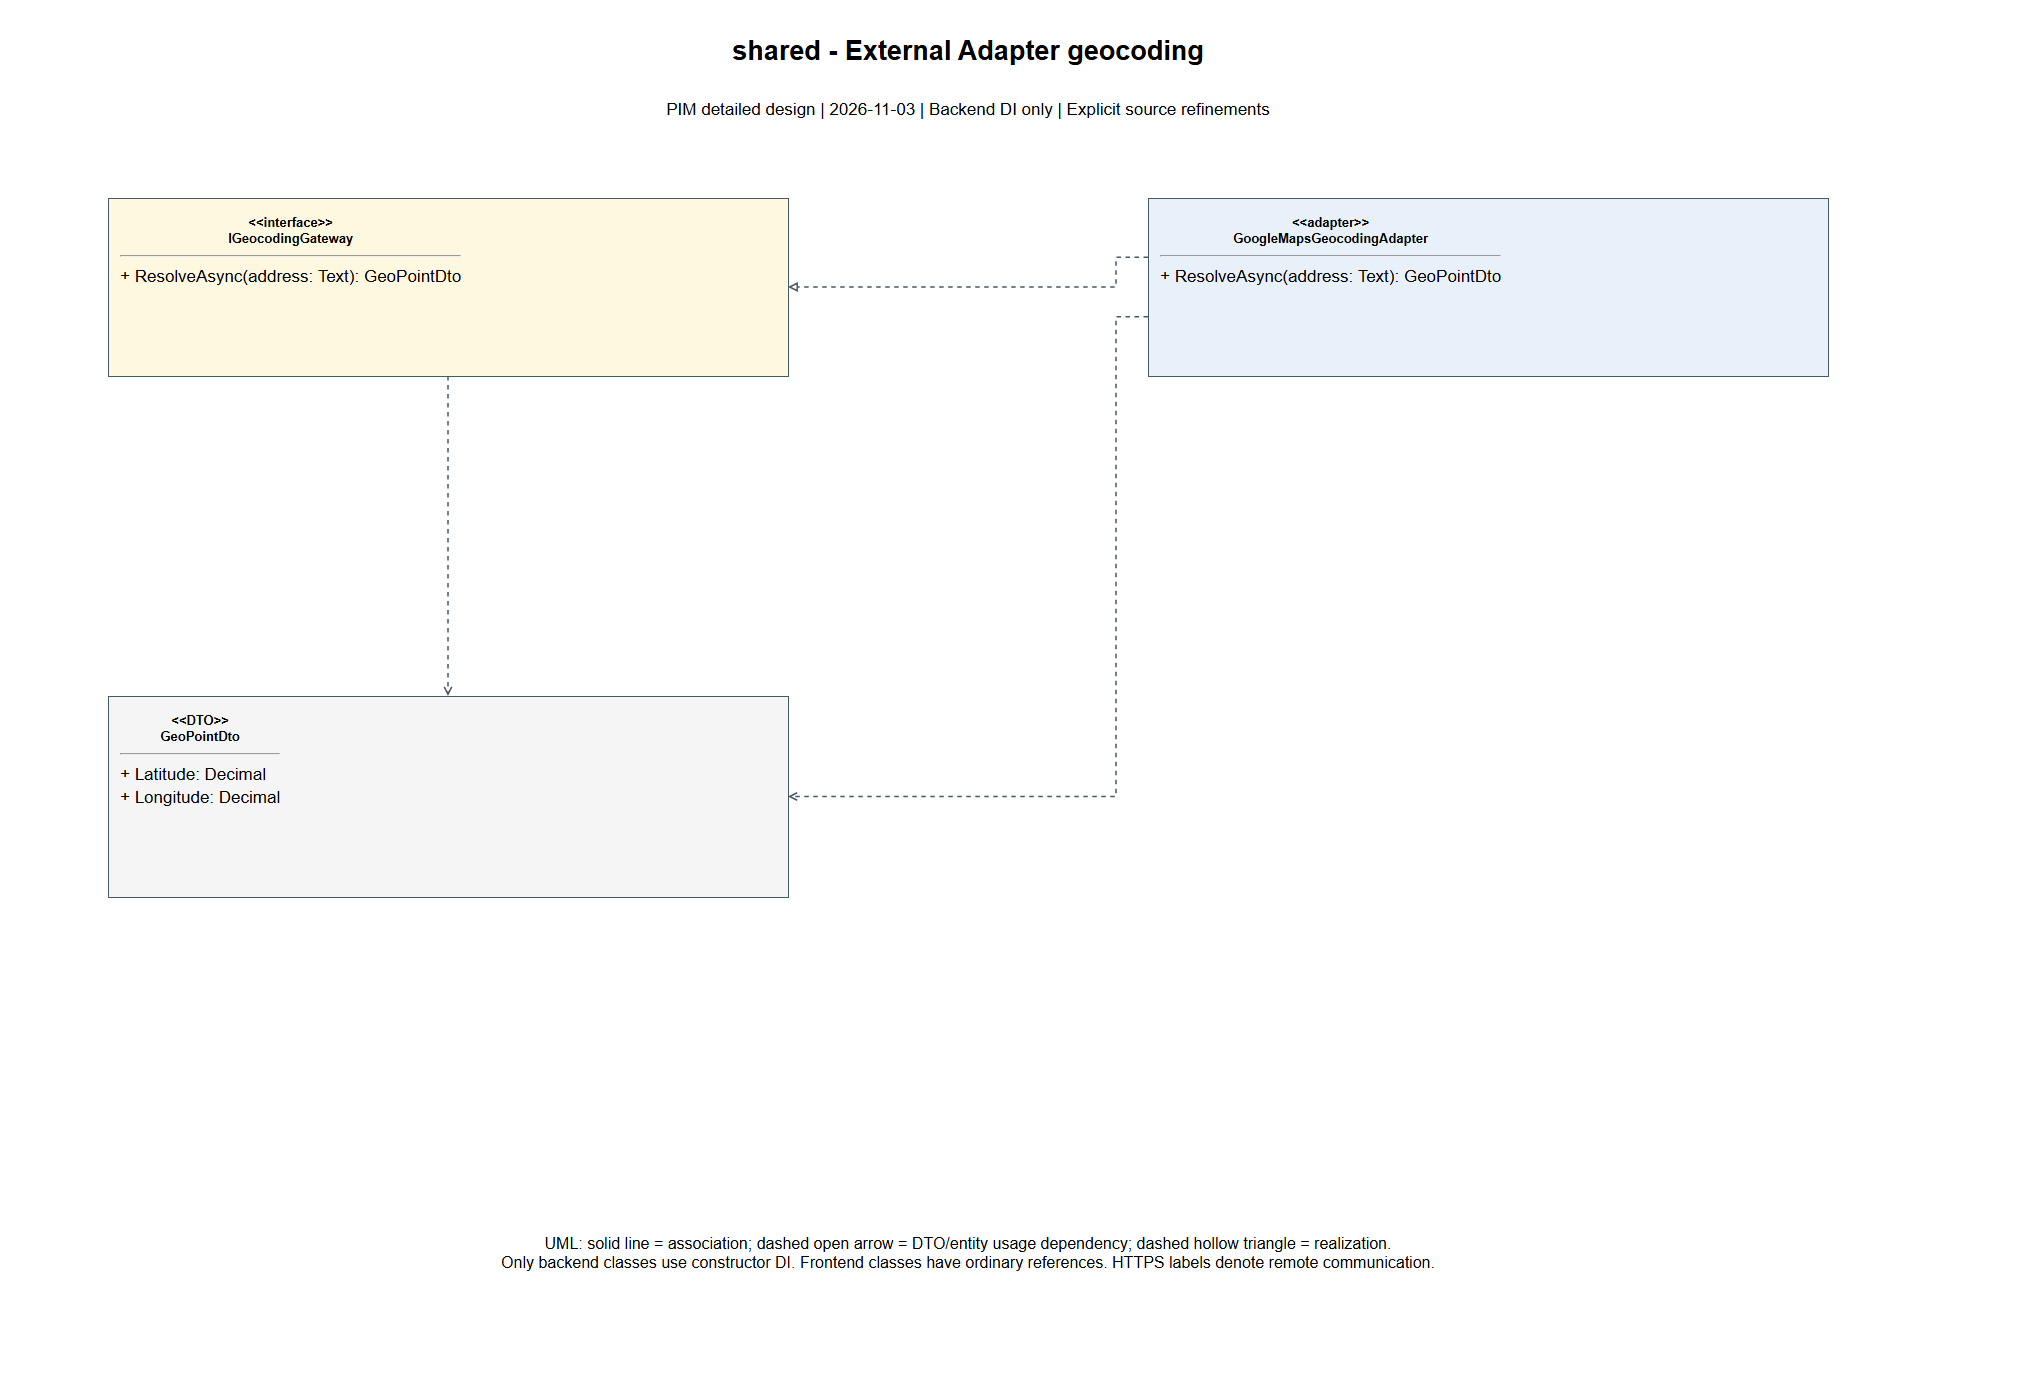 shared - External Adapter geocoding
PIM detailed design | 2026-11-03 | Backend DI only | Explicit source refinements
<<interface>>
IGeocodingGateway
+ ResolveAsync(address: Text): GeoPointDto
<<adapter>>
GoogleMapsGeocodingAdapter
+ ResolveAsync(address: Text): GeoPointDto
<<DTO>>
GeoPointDto
+ Latitude: Decimal
+ Longitude: Decimal
UML: solid line = association; dashed open arrow = DTO/entity usage dependency; dashed hollow triangle = realization.
Only backend classes use constructor DI. Frontend classes have ordinary references. HTTPS labels denote remote communication.